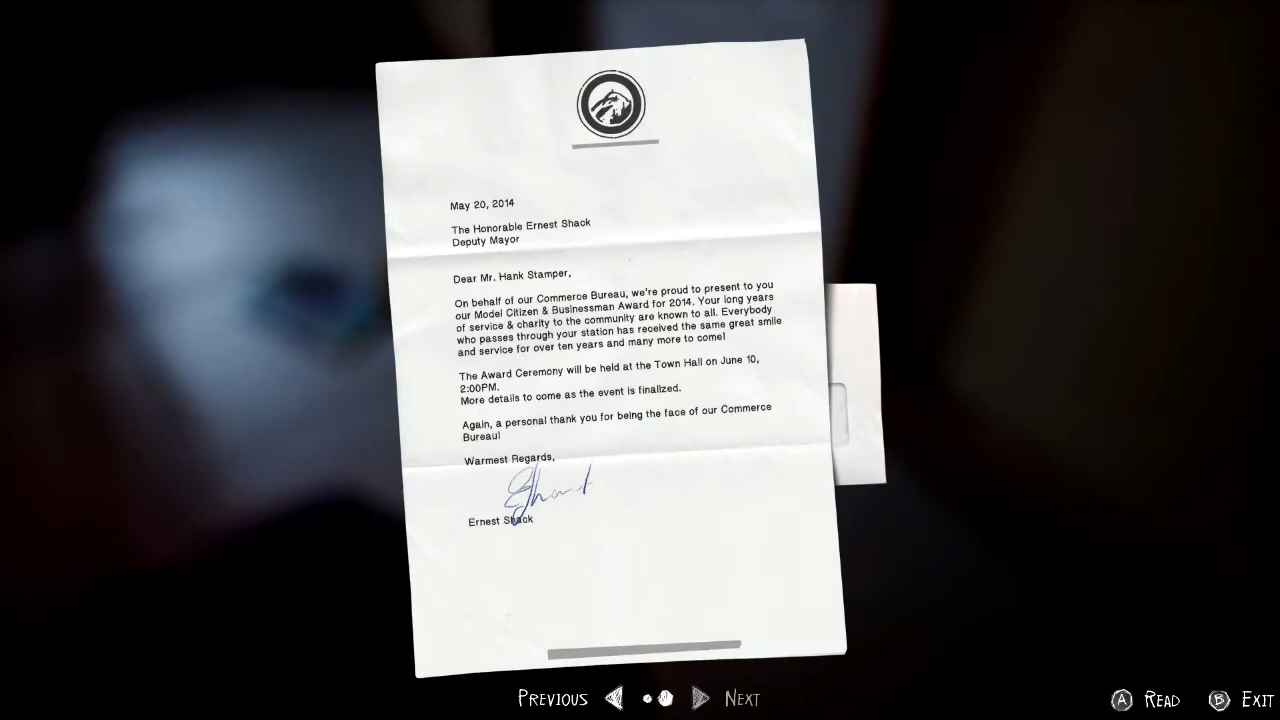 May 20, 2014
The Honorable Ernest Shack
Deputy Mayor
Dear Mr. Hank Stamper,
On behalf of our Commerce Bureau, we're proud to present to you
our Model Citizen & Businessman Award for 2014. Your long years
of service & charity to the community are known to all. Everybody
who passes through your station has received the same great smile
and service for over ten years and many more to come!
The Award Ceremony will be held at the Town Hall on June 10,
2:00PM.
More details to come as the event is finalized.
Again, a personal thank you for being the face of our Commerce
Bureau!
Warmest Regards,
Ernest Shack
PREVIOUS NEXT
A READ B EXIT